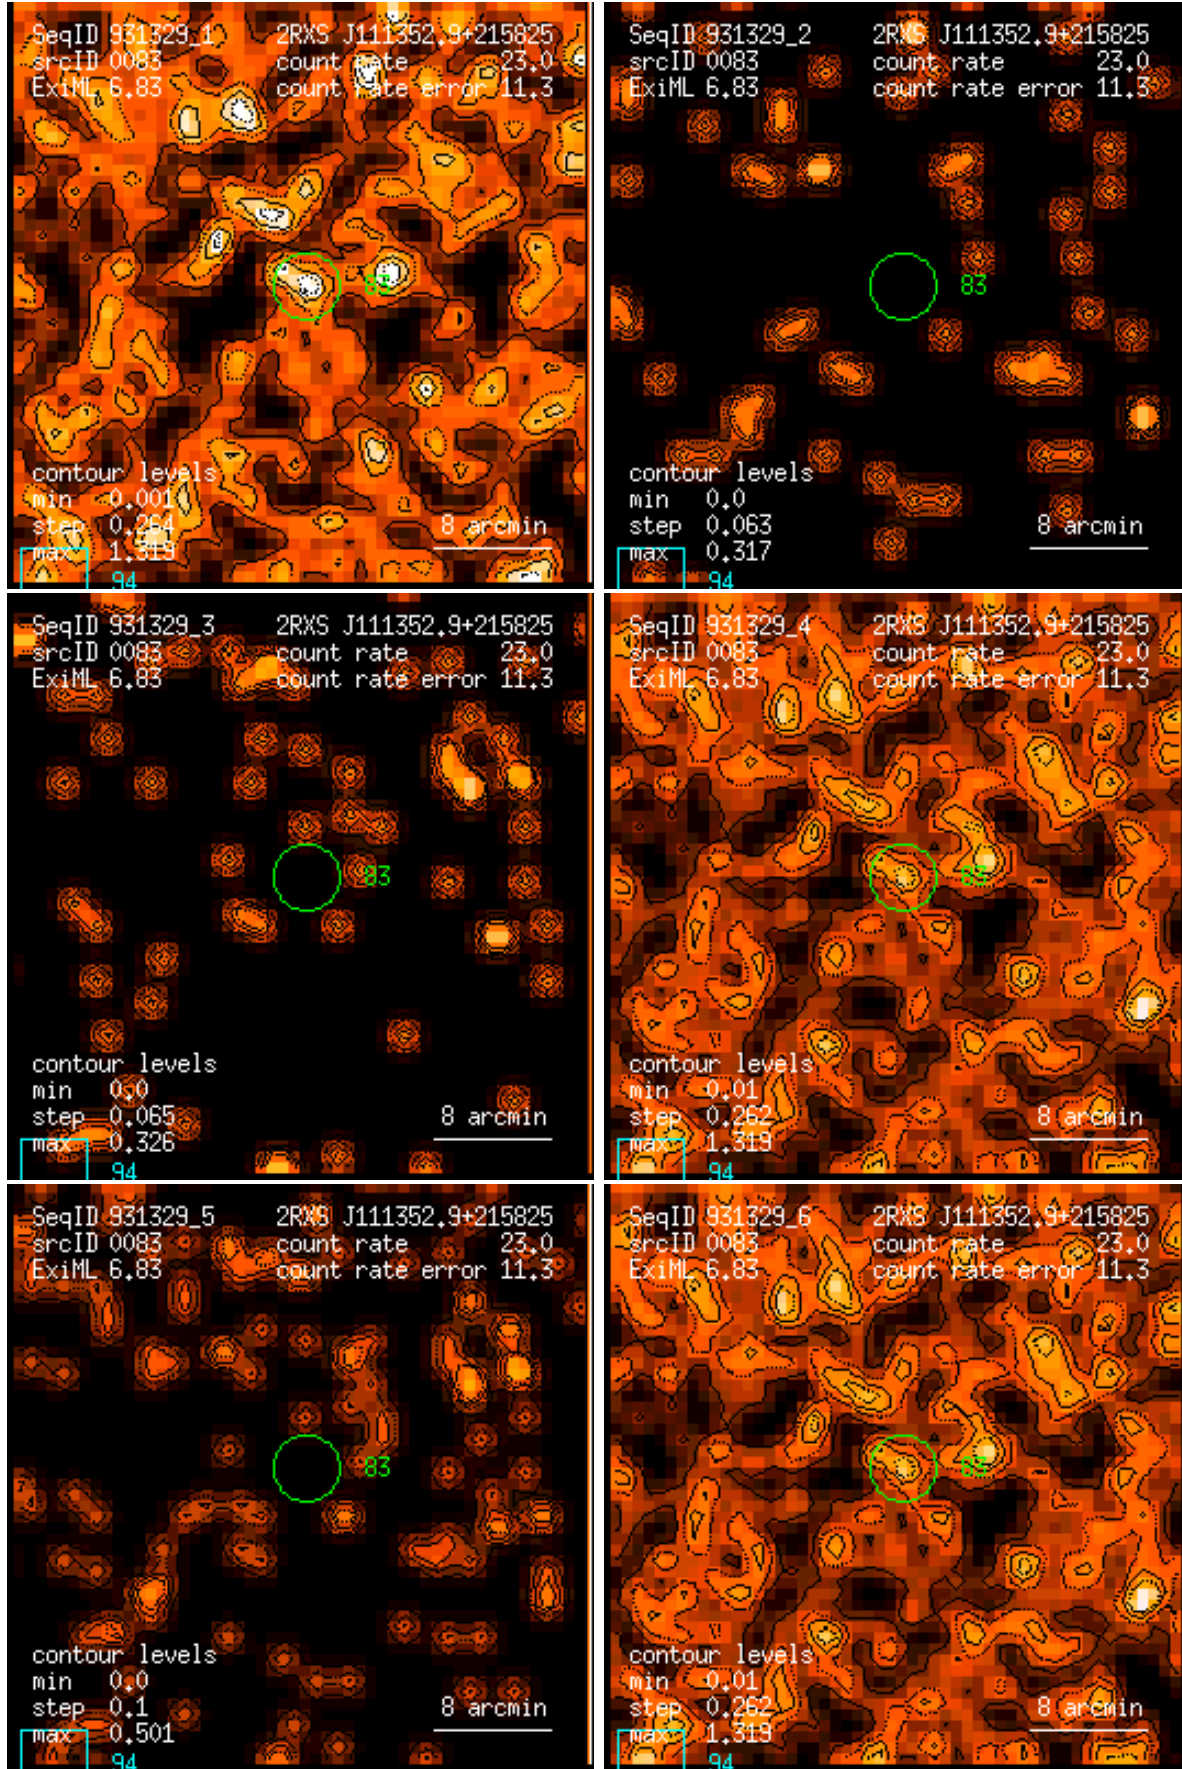 SeqID 931329_1 2RXS J111352.9+215825
srcID 0083 count rate 23.0
ExiML 6.83 count rate error 11.3
83
contour levels
min 0.001
step 0.264 8 arcmin
max 1.319
94
SeqID 931329_2 2RXS J111352.9+215825
srcID 0083 count rate 23.0
ExiML 6.83 count rate error 11.3
83
contour levels
min 0.0
step 0.063 8 arcmin
max 0.317
94
SeqID 931329_3 2RXS J111352.9+215825
srcID 0083 count rate 23.0
ExiML 6.83 count rate error 11.3
83
contour levels
min 0.0
step 0.065 8 arcmin
max 0.326
94
SeqID 931329_4 2RXS J111352.9+215825
srcID 0083 count rate 23.0
ExiML 6.83 count rate error 11.3
83
contour levels
min 0.01
step 0.262 8 arcmin
max 1.319
94
SeqID 931329_5 2RXS J111352.9+215825
srcID 0083 count rate 23.0
ExiML 6.83 count rate error 11.3
83
contour levels
min 0.0
step 0.1 8 arcmin
max 0.501
94
SeqID 931329_6 2RXS J111352.9+215825
srcID 0083 count rate 23.0
ExiML 6.83 count rate error 11.3
83
contour levels
min 0.01
step 0.262 8 arcmin
max 1.319
94